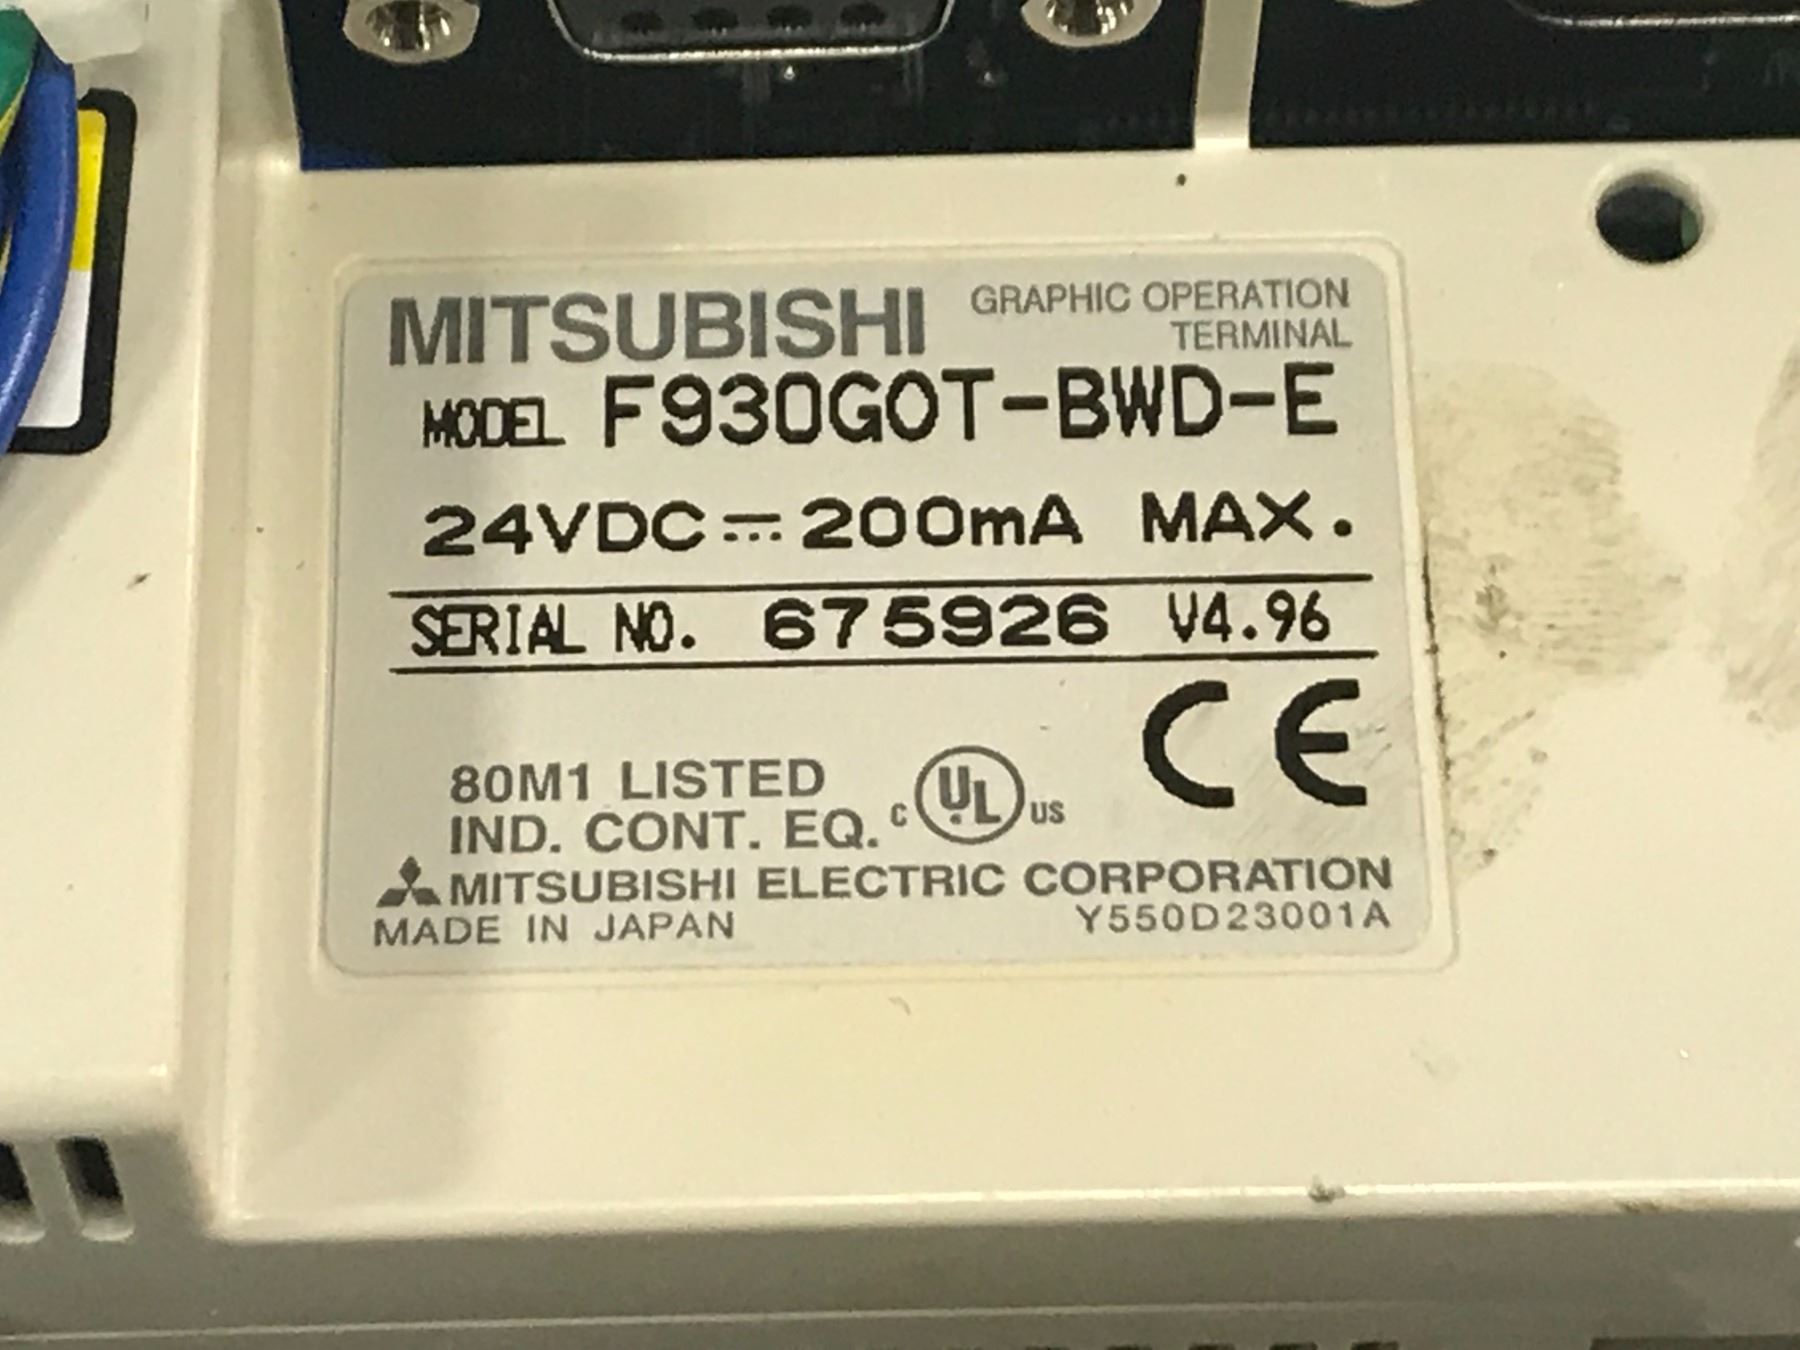 MITSUBISHI GRAPHIC OPERATION
TERMINAL
MODEL F930GOT-BWD-E
24VDC⎓200mA MAX.
SERIAL NO. 675926 V4.96
CE
80M1 LISTED
IND. CONT. EQ. C UL US
MITSUBISHI ELECTRIC CORPORATION
MADE IN JAPAN Y550D23001A